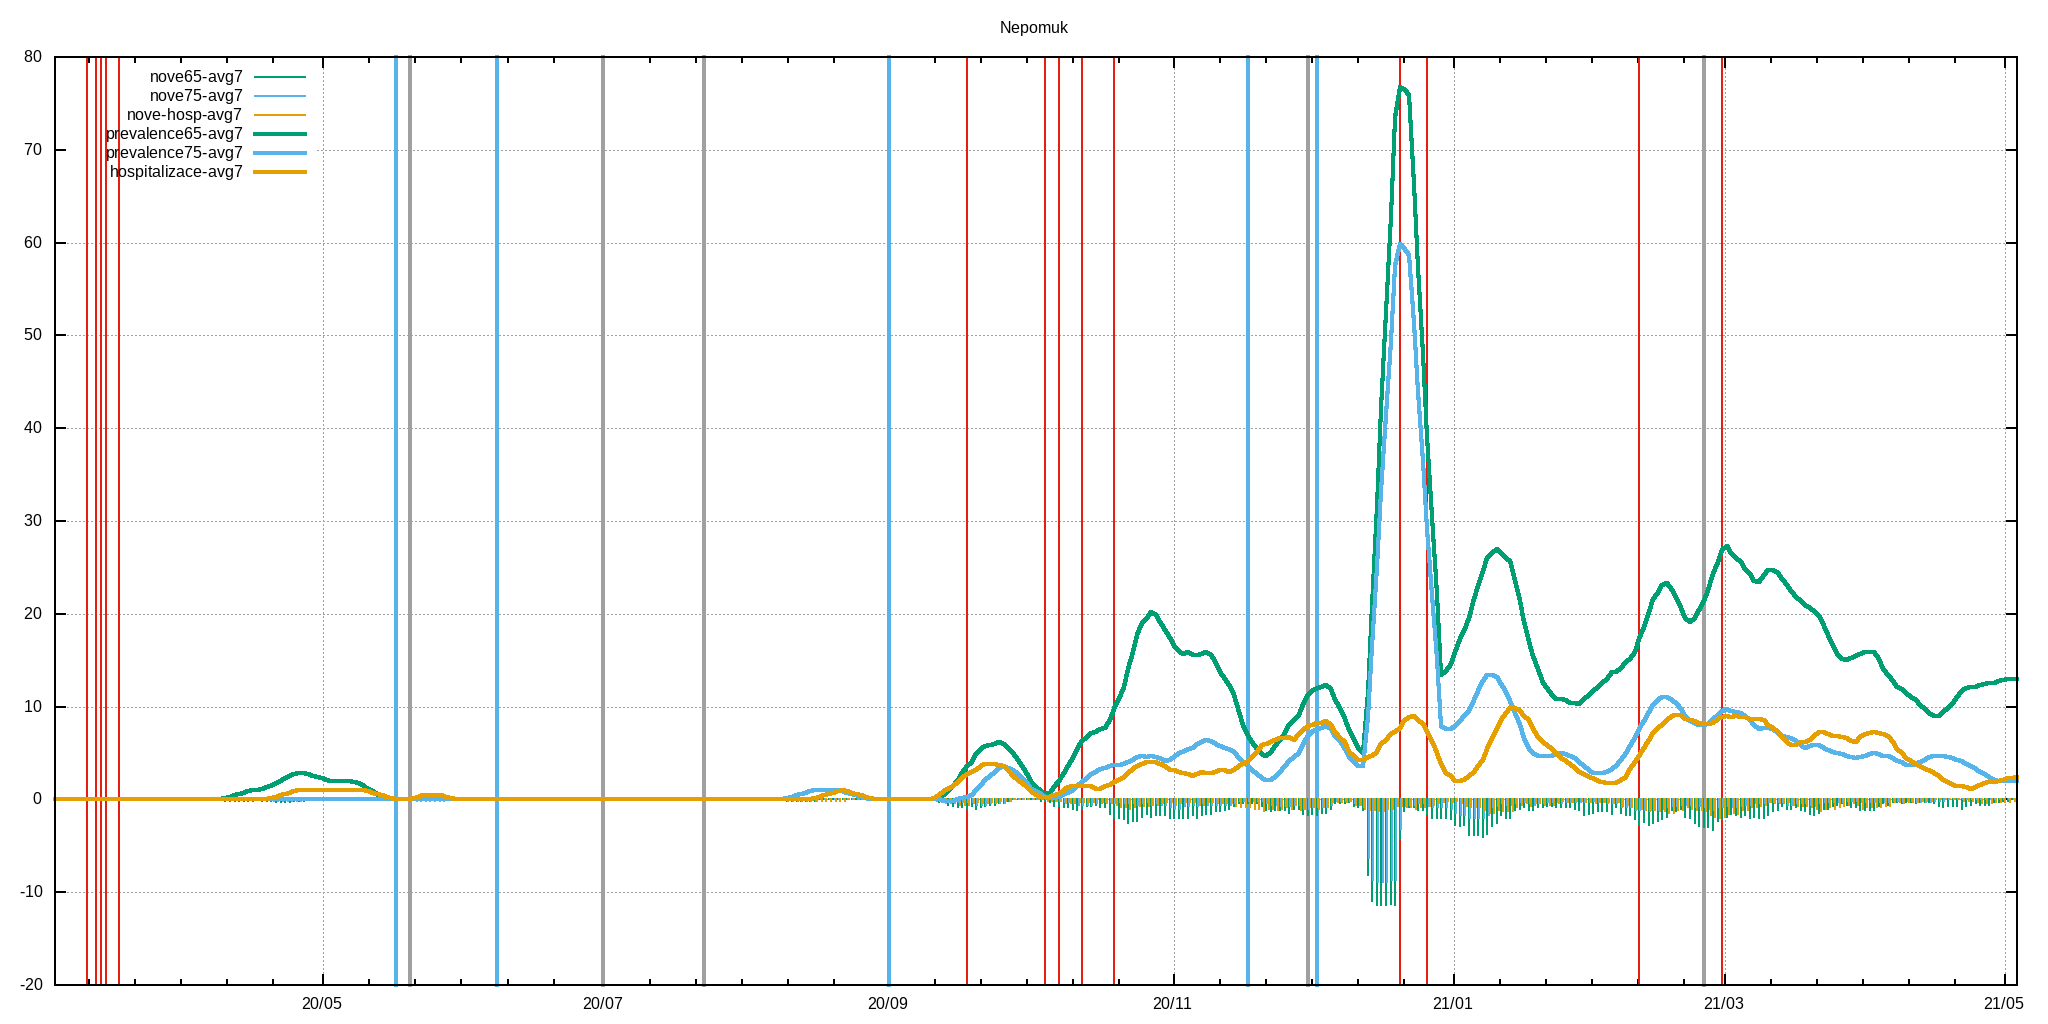 Nepomuk
80
70
60
50
40
30
20
10
0
-10
-20
nove65-avg7
nove75-avg7
nove-hosp-avg7
prevalence65-avg7
prevalence75-avg7
hospitalizace-avg7
20/05
20/07
20/09
20/11
21/01
21/03
21/05